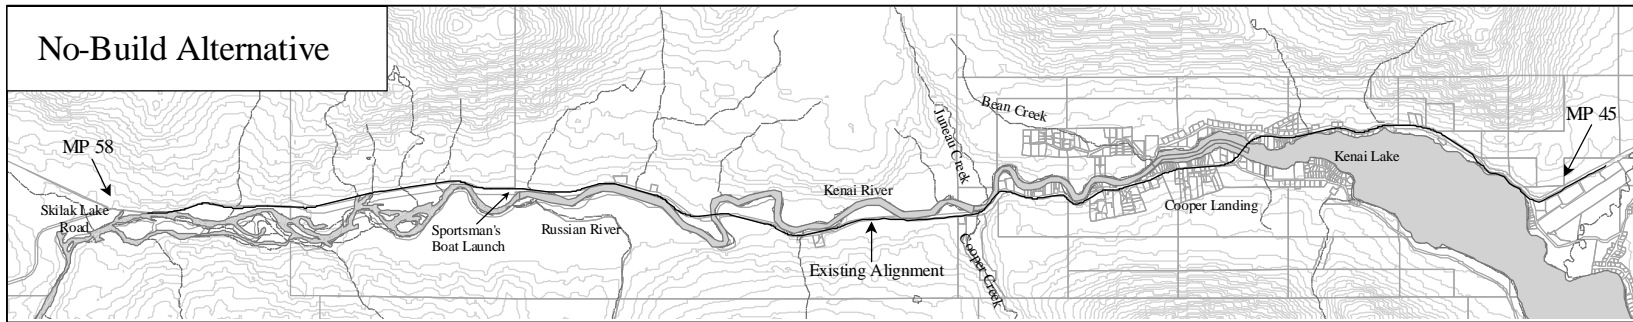 No-Build Alternative
MP 58
Skilak Lake
Road
Sportsman's
Boat Launch
Russian River
Kenai River
Existing Alignment
Juneau Creek
Bean Creek
Cooper Creek
Cooper Landing
Kenai Lake
MP 45